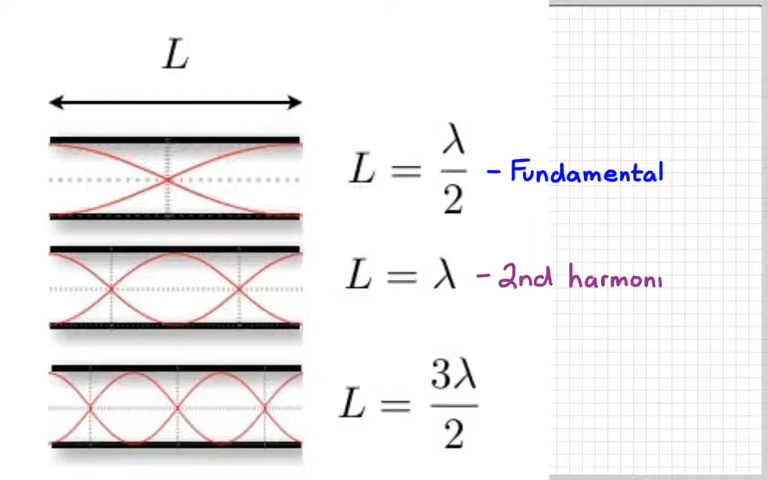 L
L = λ/2 - Fundamental
L = λ - 2nd harmoni
L = 3λ/2